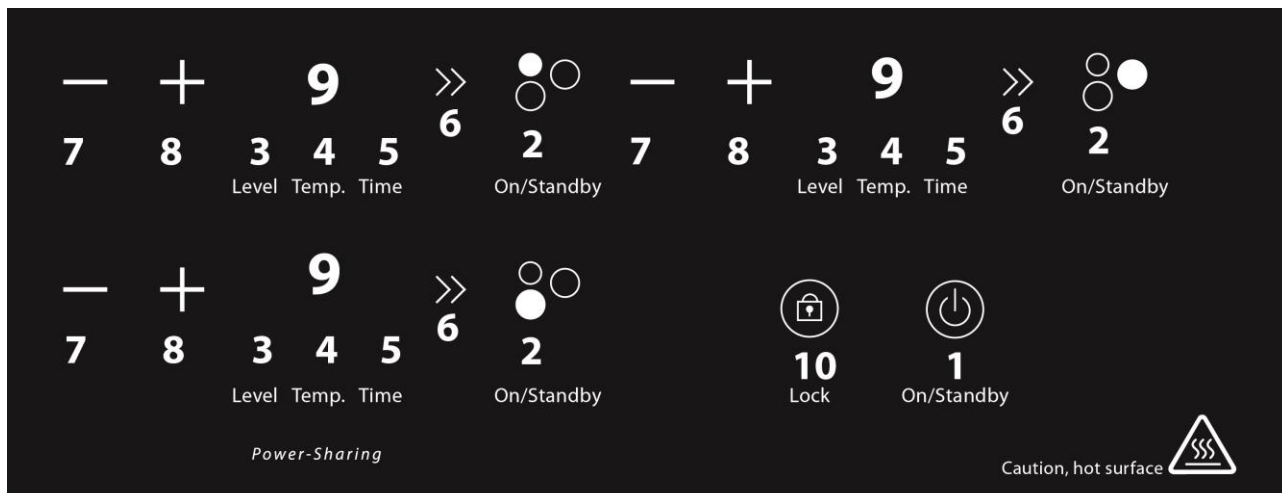 9 9
6 6
7 8 3 4 5 2 7 8 3 4 5 2
Level Temp. Time On/Standby Level Temp. Time On/Standby
9
6
7 8 3 4 5 2 10 1
Level Temp. Time On/Standby Lock On/Standby
Power-Sharing
Caution, hot surface